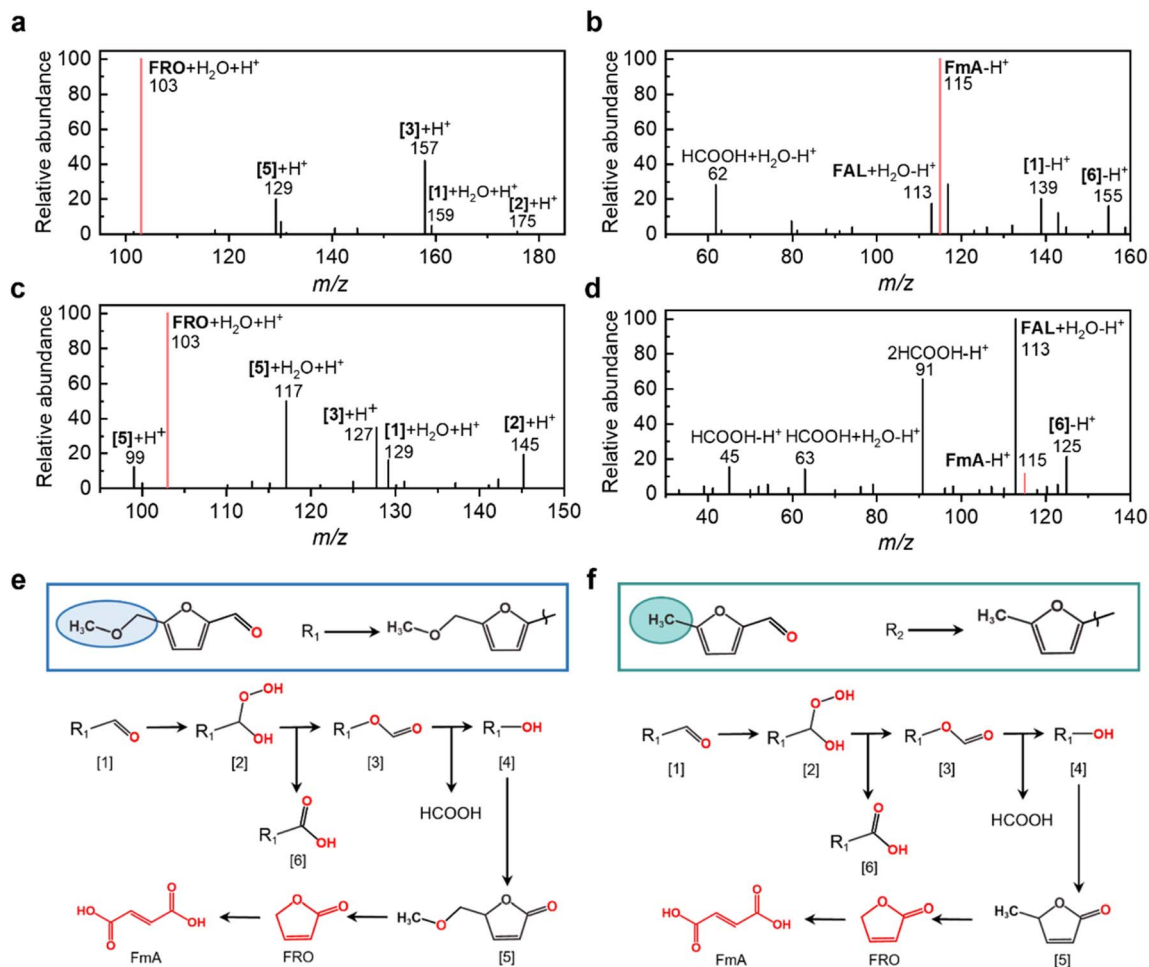 a
Relative abundance
100
80
60
40
20
0
FRO+H₂O+H⁺
103
[5]+H⁺
129
[3]+H⁺
157
[1]+H₂O+H⁺
159
[2]+H⁺
175
100 120 140 160 180
m/z
b
Relative abundance
100
80
60
40
20
0
HCOOH+H₂O-H⁺
62
FAL+H₂O-H⁺
113
FmA-H⁺
115
[1]-H⁺
139
[6]-H⁺
155
60 80 100 120 140 160
m/z
c
Relative abundance
100
80
60
40
20
0
[5]+H⁺
99
FRO+H₂O+H⁺
103
[5]+H₂O+H⁺
117
[3]+H⁺
127
[1]+H₂O+H⁺
129
[2]+H⁺
145
100 110 120 130 140 150
m/z
d
Relative abundance
100
80
60
40
20
0
HCOOH-H⁺
45
HCOOH+H₂O-H⁺
63
2HCOOH-H⁺
91
FAL+H₂O-H⁺
113
FmA-H⁺
115
[6]-H⁺
125
40 60 80 100 120 140
m/z
e
H₃C O O O
R₁
H₃C O O
R₁ O
[1]
R₁ O OH OH
[2]
R₁ O O
[3]
R₁ OH
[4]
R₁ O OH
[6]
HCOOH
HO O O OH
FmA
O O
FRO
H₃C O O O
[5]
f
H₃C O O
R₂
H₃C O
R₁ O
[1]
R₁ O OH OH
[2]
R₁ O O
[3]
R₁ OH
[4]
R₁ O OH
[6]
HCOOH
HO O O OH
FmA
O O
FRO
H₃C O O
[5]